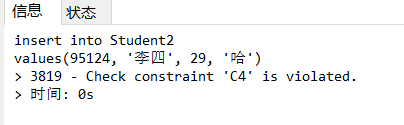 信息 状态
insert into Student2
values(95124, '李四', 29, '哈')
> 3819 - Check constraint 'C4' is violated.
> 时间: 0s